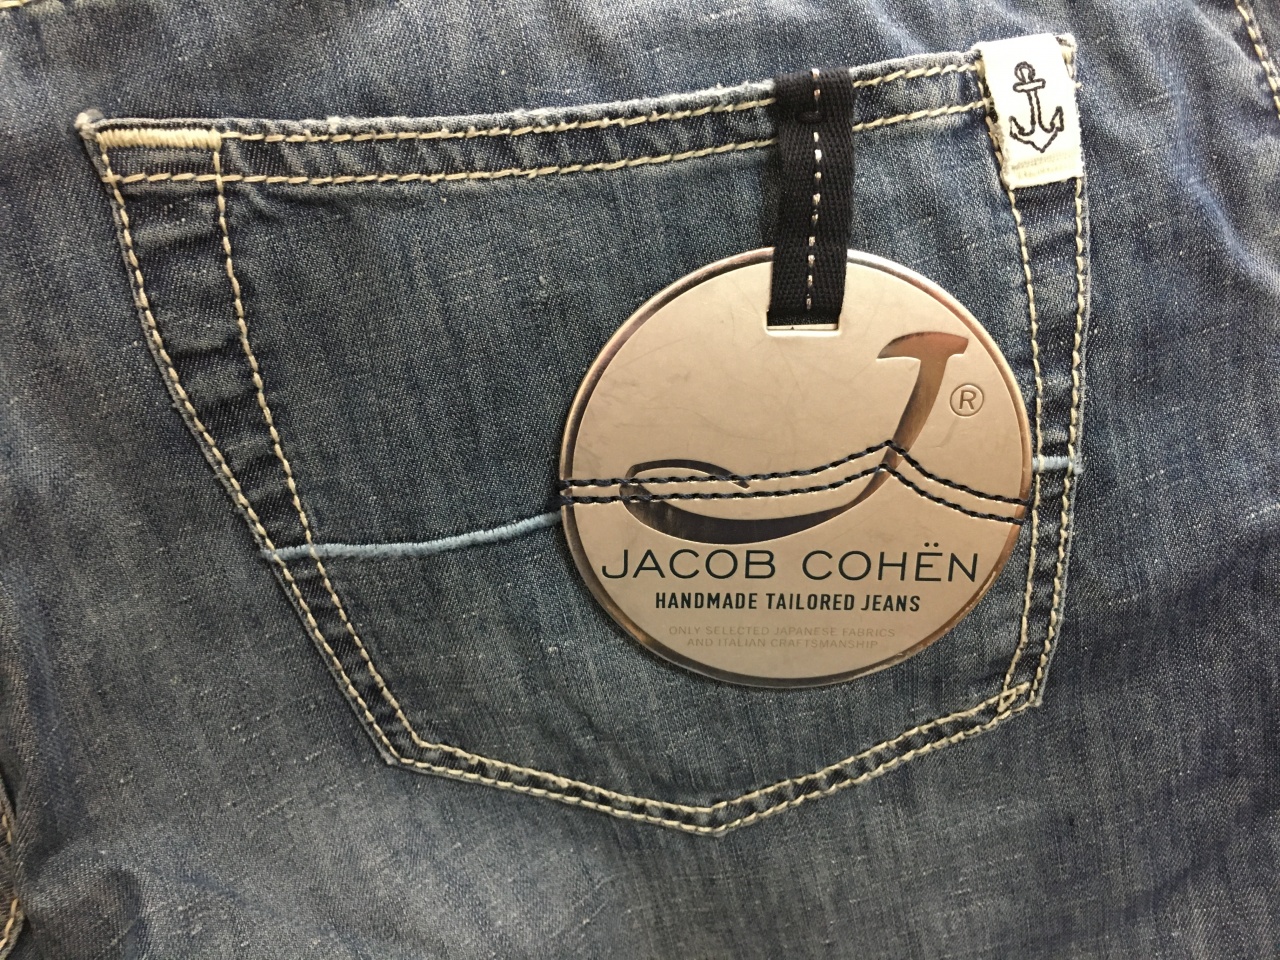 ®
JACOB COHËN
HANDMADE TAILORED JEANS
ONLY SELECTED JAPANESE FABRICS
AND ITALIAN CRAFTSMANSHIP